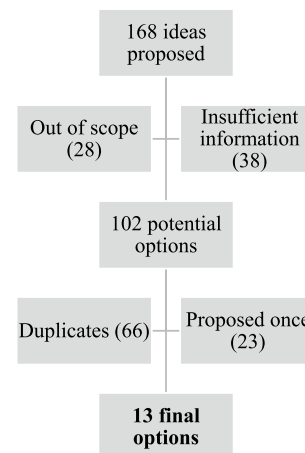 168 ideas
proposed
Out of scope
(28)
Insufficient
information
(38)
102 potential
options
Duplicates (66)
Proposed once
(23)
13 final
options